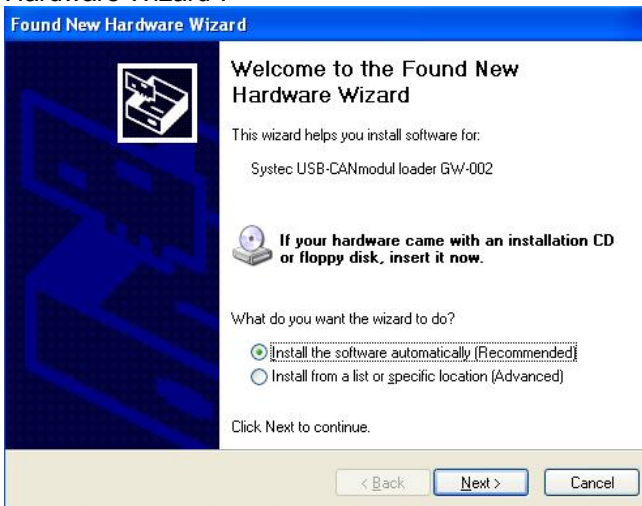 Hardware Wizard".
Found New Hardware Wizard
Welcome to the Found New
Hardware Wizard
This wizard helps you install software for:
Systec USB-CANmodul loader GW-002
If your hardware came with an installation CD
or floppy disk, insert it now.
What do you want the wizard to do?
Install the software automatically (Recommended)
Install from a list or specific location (Advanced)
Click Next to continue.
< Back Next > Cancel